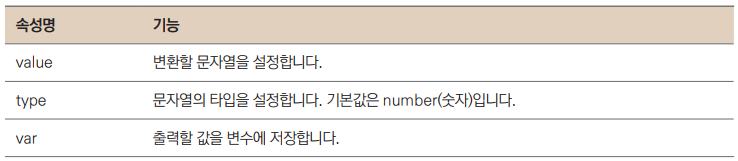 속성명 기능
value 변환할 문자열을 설정합니다.
type 문자열의 타입을 설정합니다. 기본값은 number(숫자)입니다.
var 출력할 값을 변수에 저장합니다.